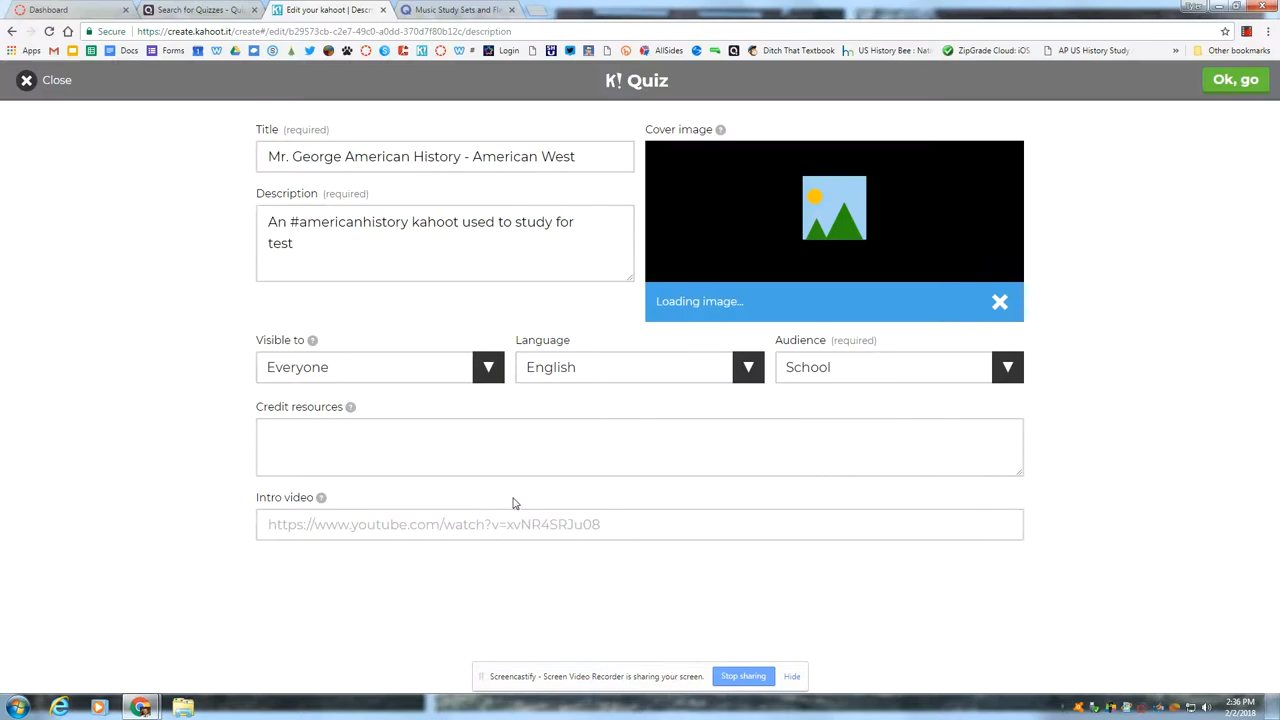 Dashboard
Search for Quizzes - Qui
Edit your kahoot | Descri
Music Study Sets and Fl
https://create.kahoot.it/create#/edit/b29573cb-c2e7-49c0-a0dd-370d7f80b12c/description
Secure
Apps
Docs
Forms
Login
AllSides
Ditch That Textbook
US History Bee : Nati
ZipGrade Cloud: iOS
AP US History Study
»
Other bookmarks
Close
K! Quiz
Ok, go
Title (required)
Cover image ?
Mr. George American History - American West
Description (required)
An #americanhistory kahoot used to study for
test
Loading image...
Visible to ?
Language
Audience (required)
Everyone
English
School
Credit resources ?
Intro video ?
https://www.youtube.com/watch?v=xvNR4SRJu08
Screencastify - Screen Video Recorder is sharing your screen.
Stop sharing
Hide
2:36 PM
2/2/2018